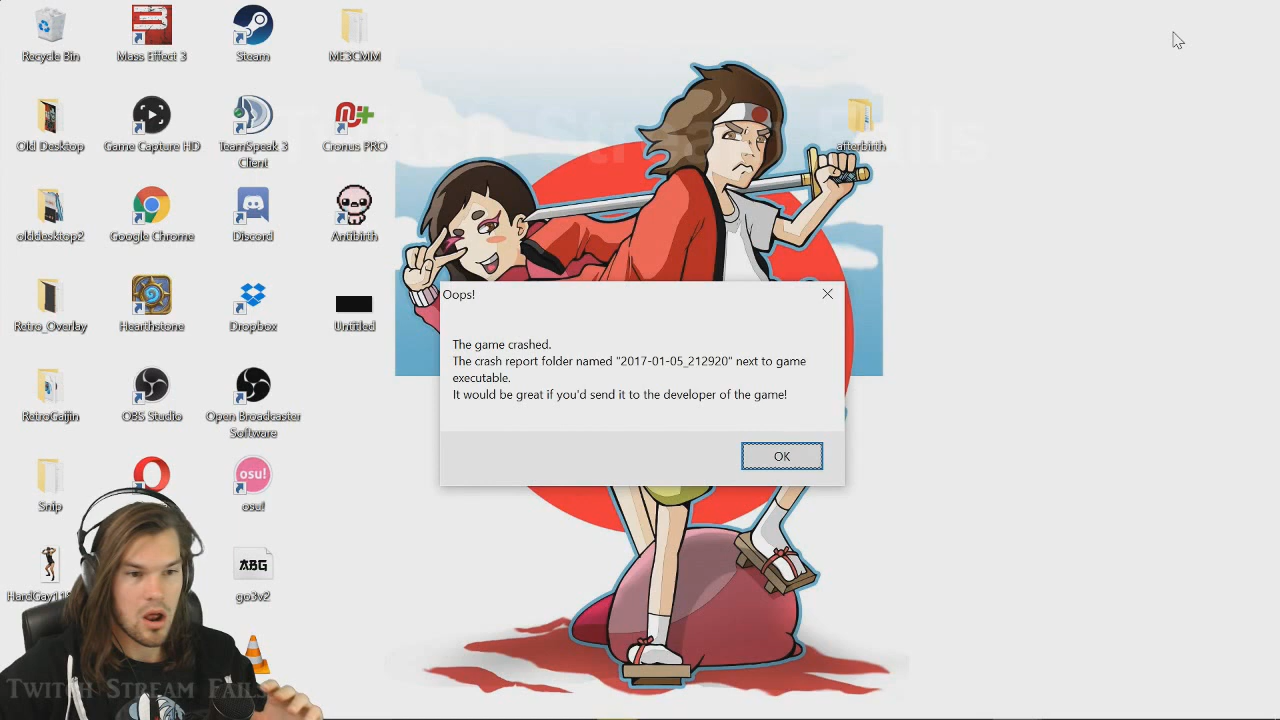 Recycle Bin
Mass Effect 3
Steam
ME3CMM
Old Desktop
Game Capture HD
TeamSpeak 3
Client
Cronus PRO
afterbirth
olddesktop2
Google Chrome
Discord
Antibirth
Retro_Overlay
Hearthstone
Dropbox
Untitled
Oops!
The game crashed.
The crash report folder named "2017-01-05_212920" next to game
executable.
It would be great if you'd send it to the developer of the game!
OK
RetroGaijin
OBS Studio
Open Broadcaster
Software
Snip
osu!
osu!
ABG
go3v2
Twitch Stream Fails